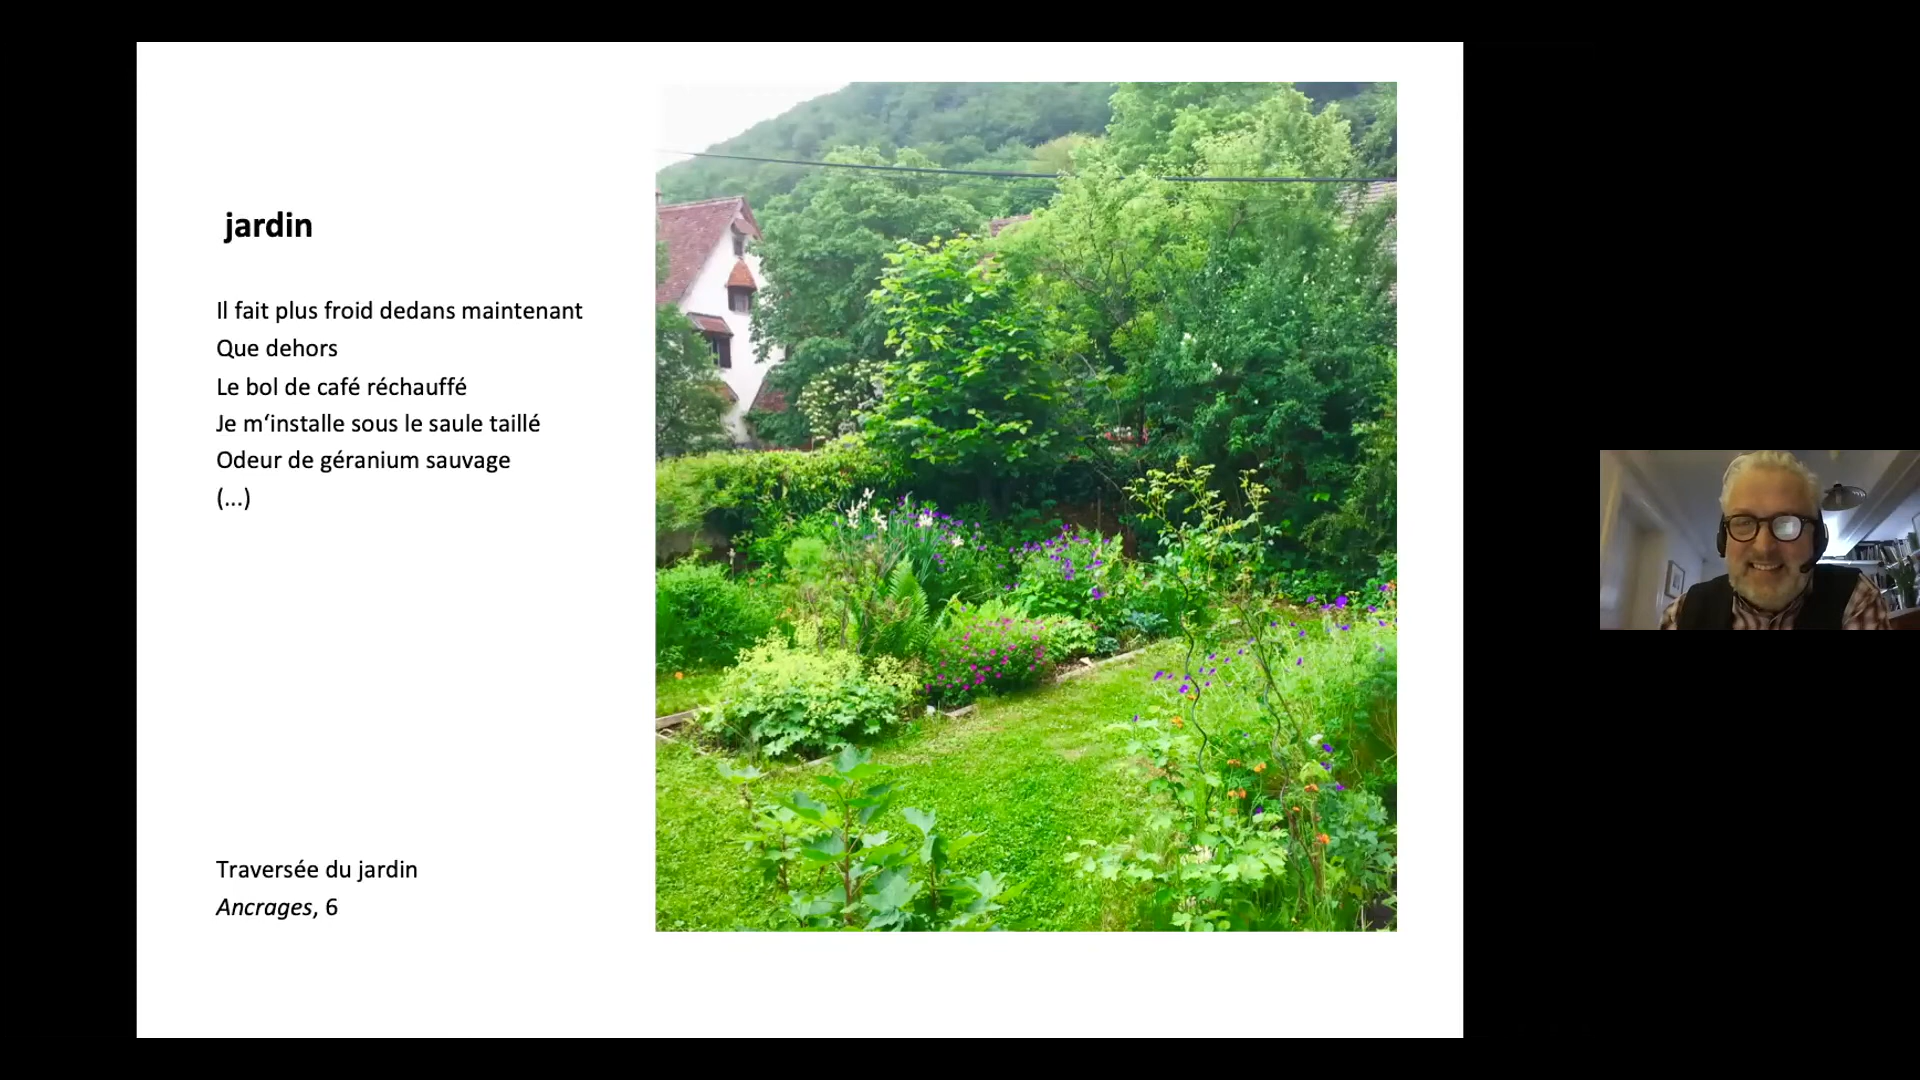 jardin
Il fait plus froid dedans maintenant
Que dehors
Le bol de café réchauffé
Je m‘installe sous le saule taillé
Odeur de géranium sauvage
(...)
Traversée du jardin
Ancrages, 6